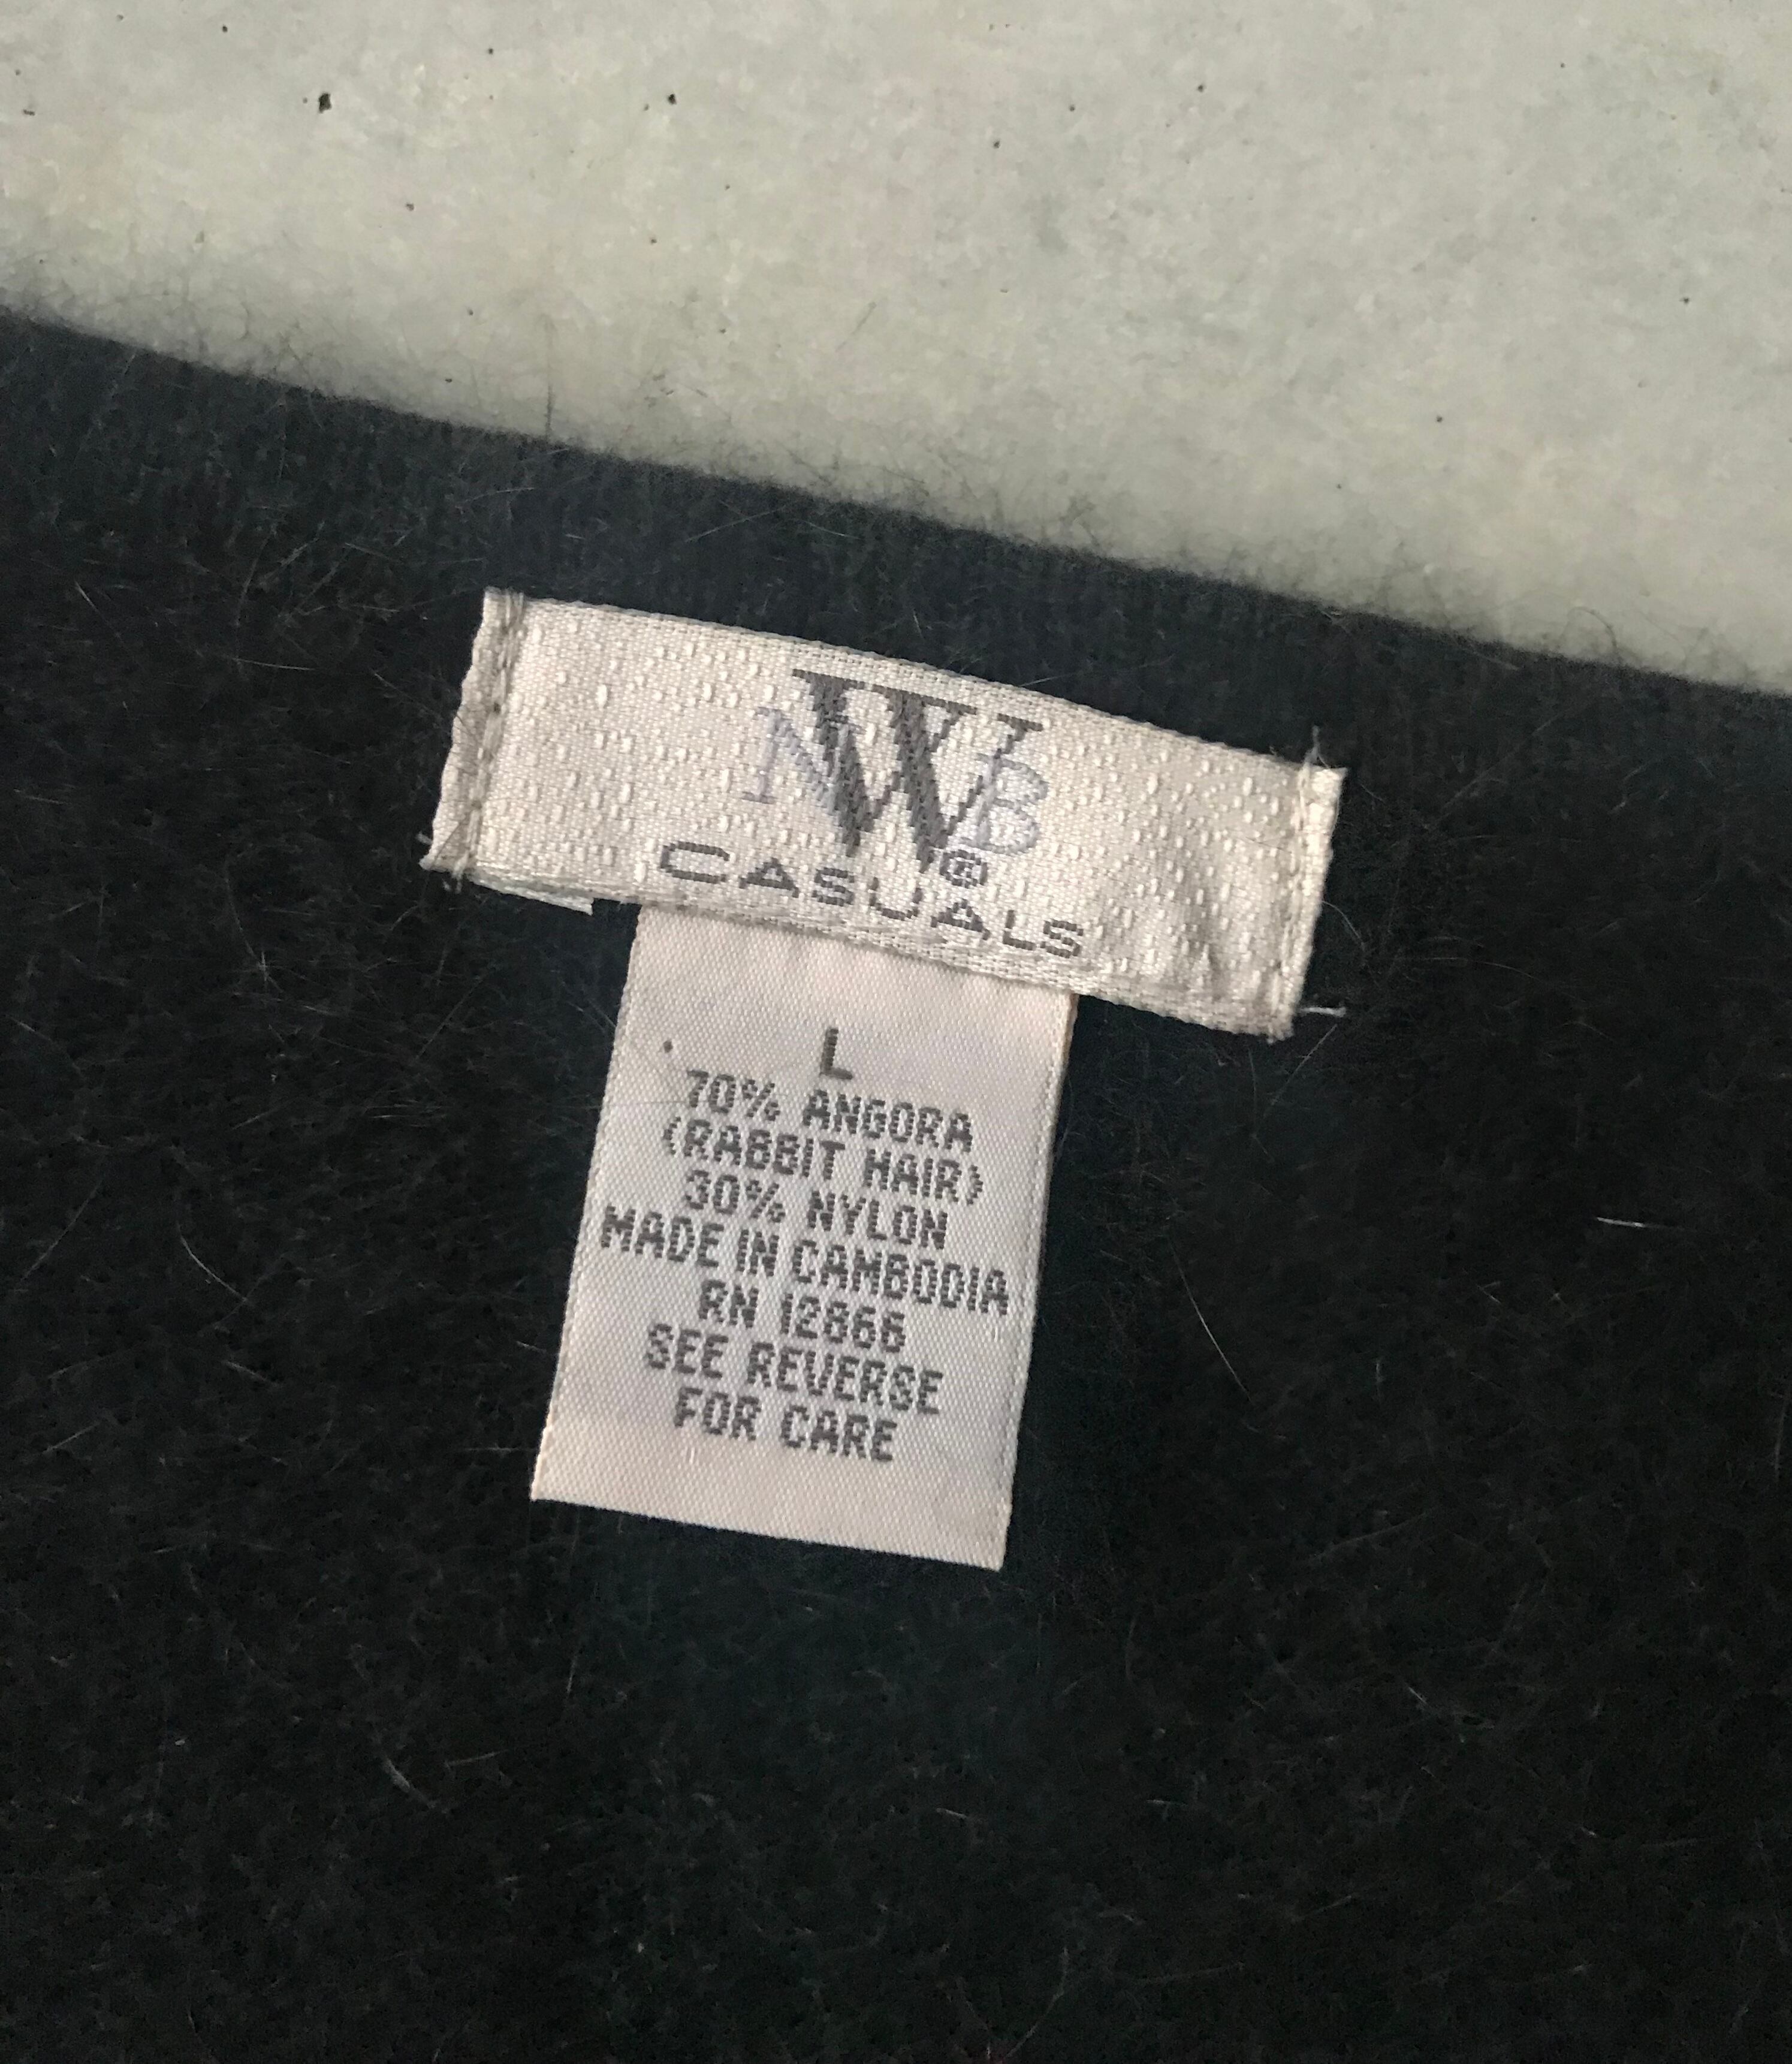 NWB®
CASUALS
L
70% ANGORA
(RABBIT HAIR)
30% NYLON
MADE IN CAMBODIA
RN 12866
SEE REVERSE
FOR CARE